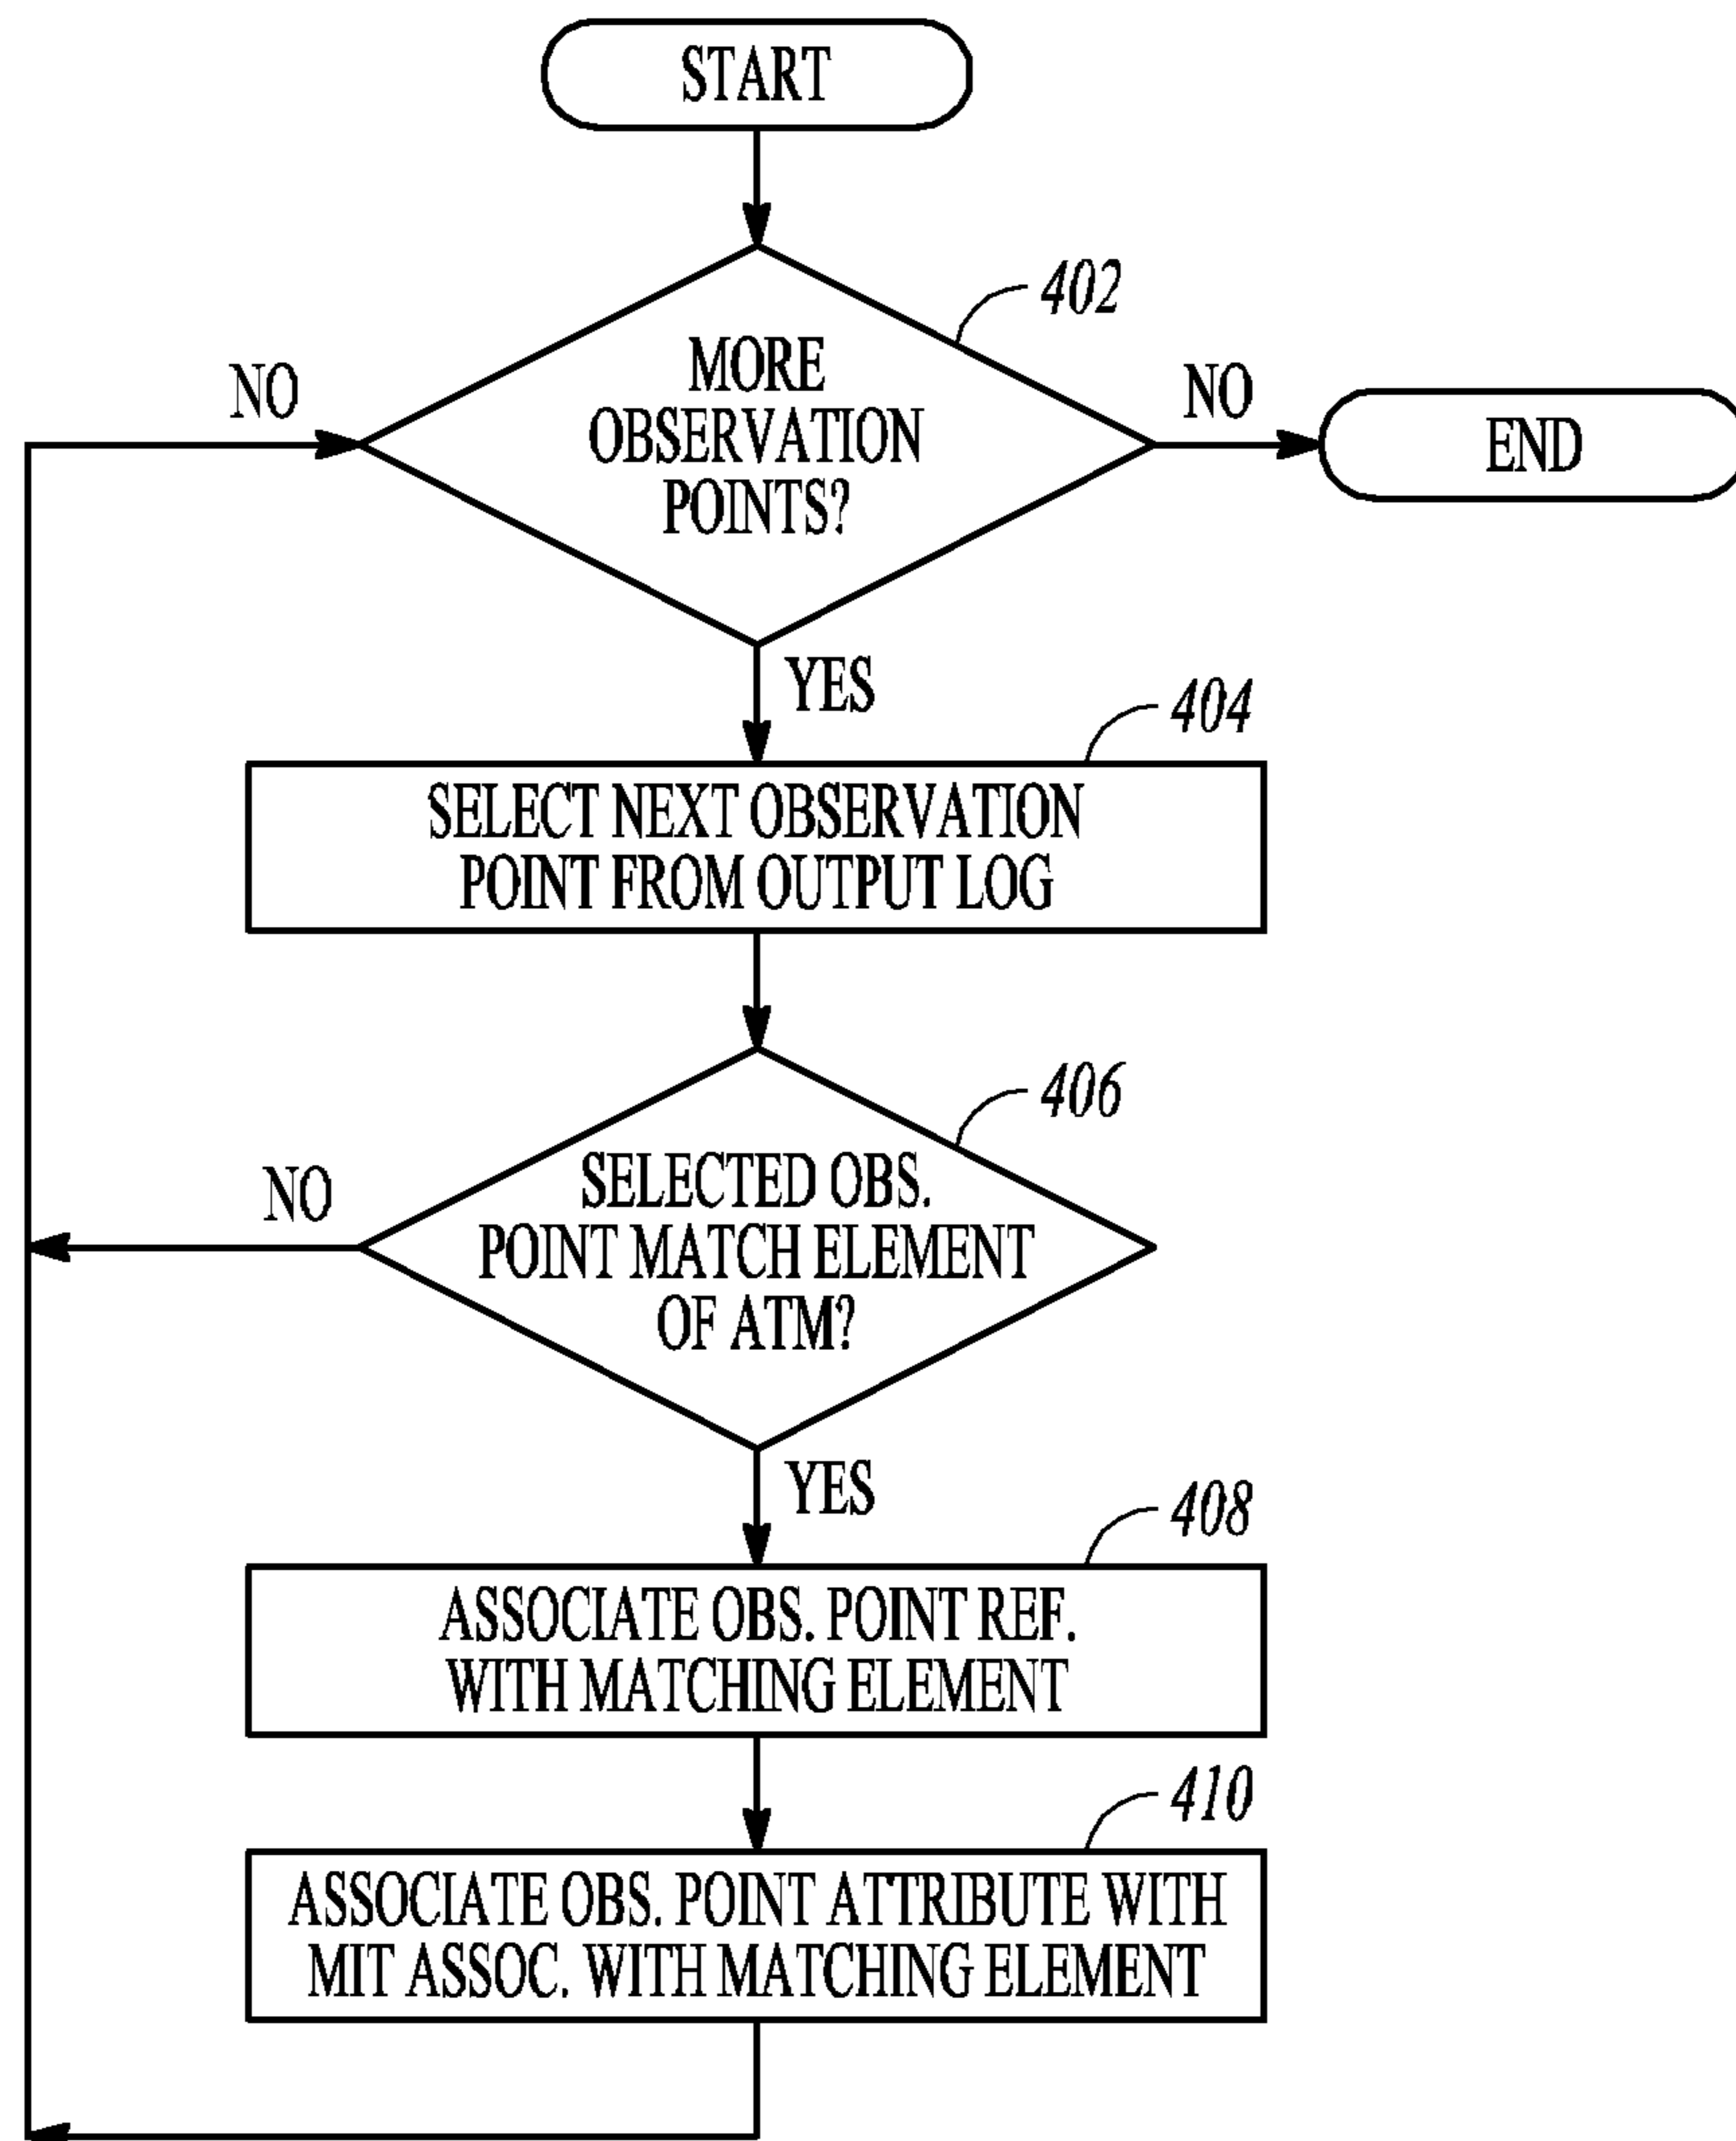 START
402
MORE
OBSERVATION
POINTS?
NO
NO
END
YES
404
SELECT NEXT OBSERVATION
POINT FROM OUTPUT LOG
406
SELECTED OBS.
POINT MATCH ELEMENT
OF ATM?
NO
YES
408
ASSOCIATE OBS. POINT REF.
WITH MATCHING ELEMENT
410
ASSOCIATE OBS. POINT ATTRIBUTE WITH
MIT ASSOC. WITH MATCHING ELEMENT